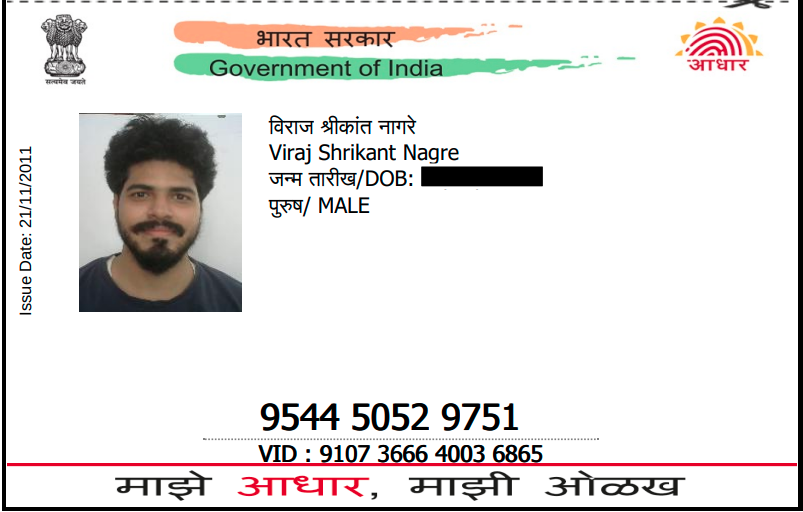 भारत सरकार
Government of India
सत्यमेव जयते
आधार
Issue Date: 21/11/2011
विराज श्रीकांत नागरे
Viraj Shrikant Nagre
जन्म तारीख/DOB:
पुरुष/ MALE
9544 5052 9751
VID : 9107 3666 4003 6865
माझे आधार, माझी ओळख